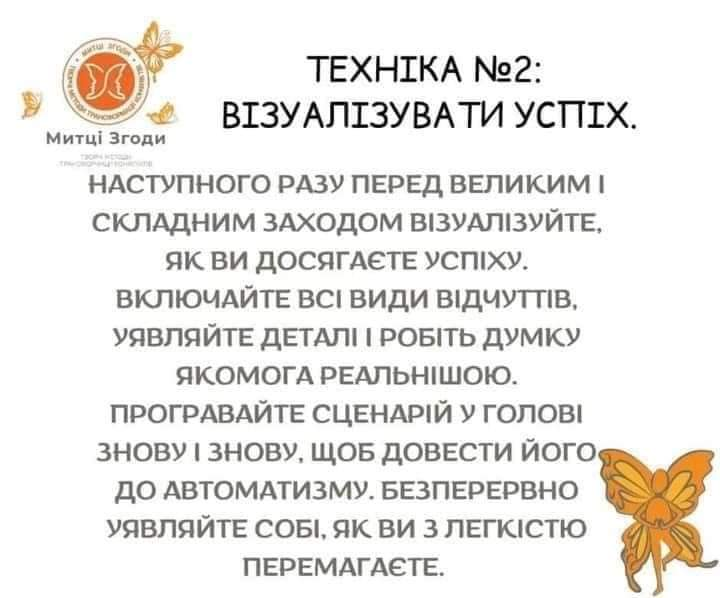 ТЕХНІКА №2:
ВІЗУАЛІЗУВАТИ УСПІХ.
МИТЦІ ЗГОДИ
Митці Згоди
НАСТУПНОГО РАЗУ ПЕРЕД ВЕЛИКИМ І
СКЛАДНИМ ЗАХОДОМ ВІЗУАЛІЗУЙТЕ,
ЯК ВИ ДОСЯГАЄТЕ УСПІХУ.
ВКЛЮЧАЙТЕ ВСІ ВИДИ ВІДЧУТТІВ,
УЯВЛЯЙТЕ ДЕТАЛІ І РОБІТЬ ДУМКУ
ЯКОМОГА РЕАЛЬНІШОЮ.
ПРОГРАВАЙТЕ СЦЕНАРІЙ У ГОЛОВІ
ЗНОВУ І ЗНОВУ, ЩОБ ДОВЕСТИ ЙОГО
ДО АВТОМАТИЗМУ. БЕЗПЕРЕРВНО
УЯВЛЯЙТЕ СОБІ, ЯК ВИ З ЛЕГКІСТЮ
ПЕРЕМАГАЄТЕ.